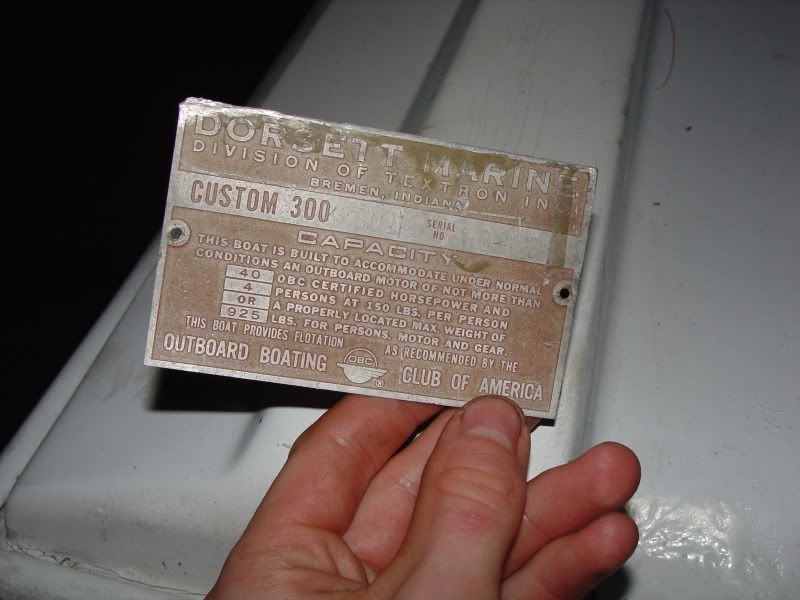 DORSETT MARINE
DIVISION OF TEXTRON INC
BREMEN, INDIANA
CUSTOM 300 SERIAL NO.
CAPACITY
THIS BOAT IS BUILT TO ACCOMMODATE UNDER NORMAL
CONDITIONS AN OUTBOARD MOTOR OF NOT MORE THAN
40 OBC CERTIFIED HORSEPOWER AND
4 PERSONS AT 150 LBS. PER PERSON
OR A PROPERLY LOCATED MAX. WEIGHT OF
925 LBS. FOR PERSONS, MOTOR AND GEAR.
THIS BOAT PROVIDES FLOTATION AS RECOMMENDED BY THE
OUTBOARD BOATING OBC ® CLUB OF AMERICA